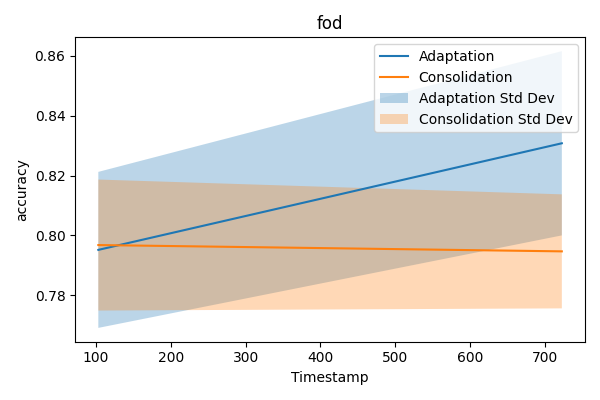 fod
0.86
0.84
0.82
0.80
0.78
accuracy
Adaptation
Consolidation
Adaptation Std Dev
Consolidation Std Dev
100 200 300 400 500 600 700
Timestamp